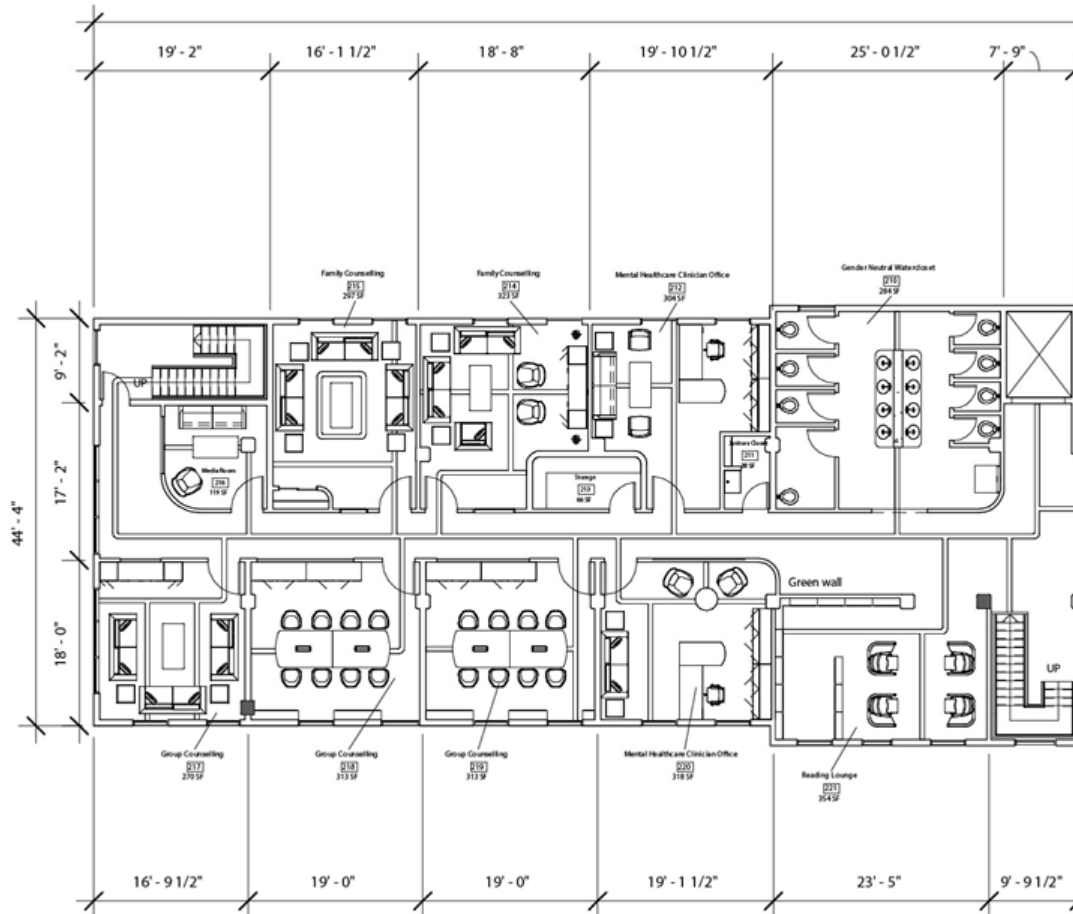 19' - 2"
16' - 1 1/2"
18' - 8"
19' - 10 1/2"
25' - 0 1/2"
7' - 9"
Family Counselling
215
297 SF
Family Counselling
214
323 SF
Mental Healthcare Clinician Office
212
304 SF
Gender Neutral Watercloset
210
284 SF
9' - 2"
17' - 2"
18' - 0"
44' - 4"
UP
Media Room
216
119 SF
Storage
213
66 SF
Janitors Closet
211
SF
Green wall
UP
Group Counselling
217
270 SF
Group Counselling
218
313 SF
Group Counselling
219
313 SF
Mental Healthcare Clinician Office
220
318 SF
Reading Lounge
221
354 SF
16' - 9 1/2"
19' - 0"
19' - 0"
19' - 1 1/2"
23' - 5"
9' - 9 1/2"